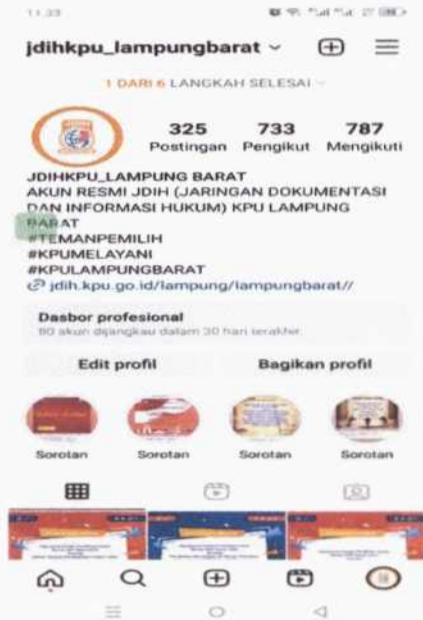 11.33
jdihkpu_lampungbarat
1 DARI 6 LANGKAH SELESAI
325 733 787
Postingan Pengikut Mengikuti
JDIHKPU_LAMPUNG BARAT
AKUN RESMI JDIH (JARINGAN DOKUMENTASI
DAN INFORMASI HUKUM) KPU LAMPUNG
BARAT
#TEMANPEMILIH
#KPUMELAYANI
#KPULAMPUNGBARAT
jdih.kpu.go.id/lampung/lampungbarat//
Dasbor profesional
90 akun dijangkau dalam 30 hari terakhir.
Edit profil Bagikan profil
Sorotan Sorotan Sorotan Sorotan